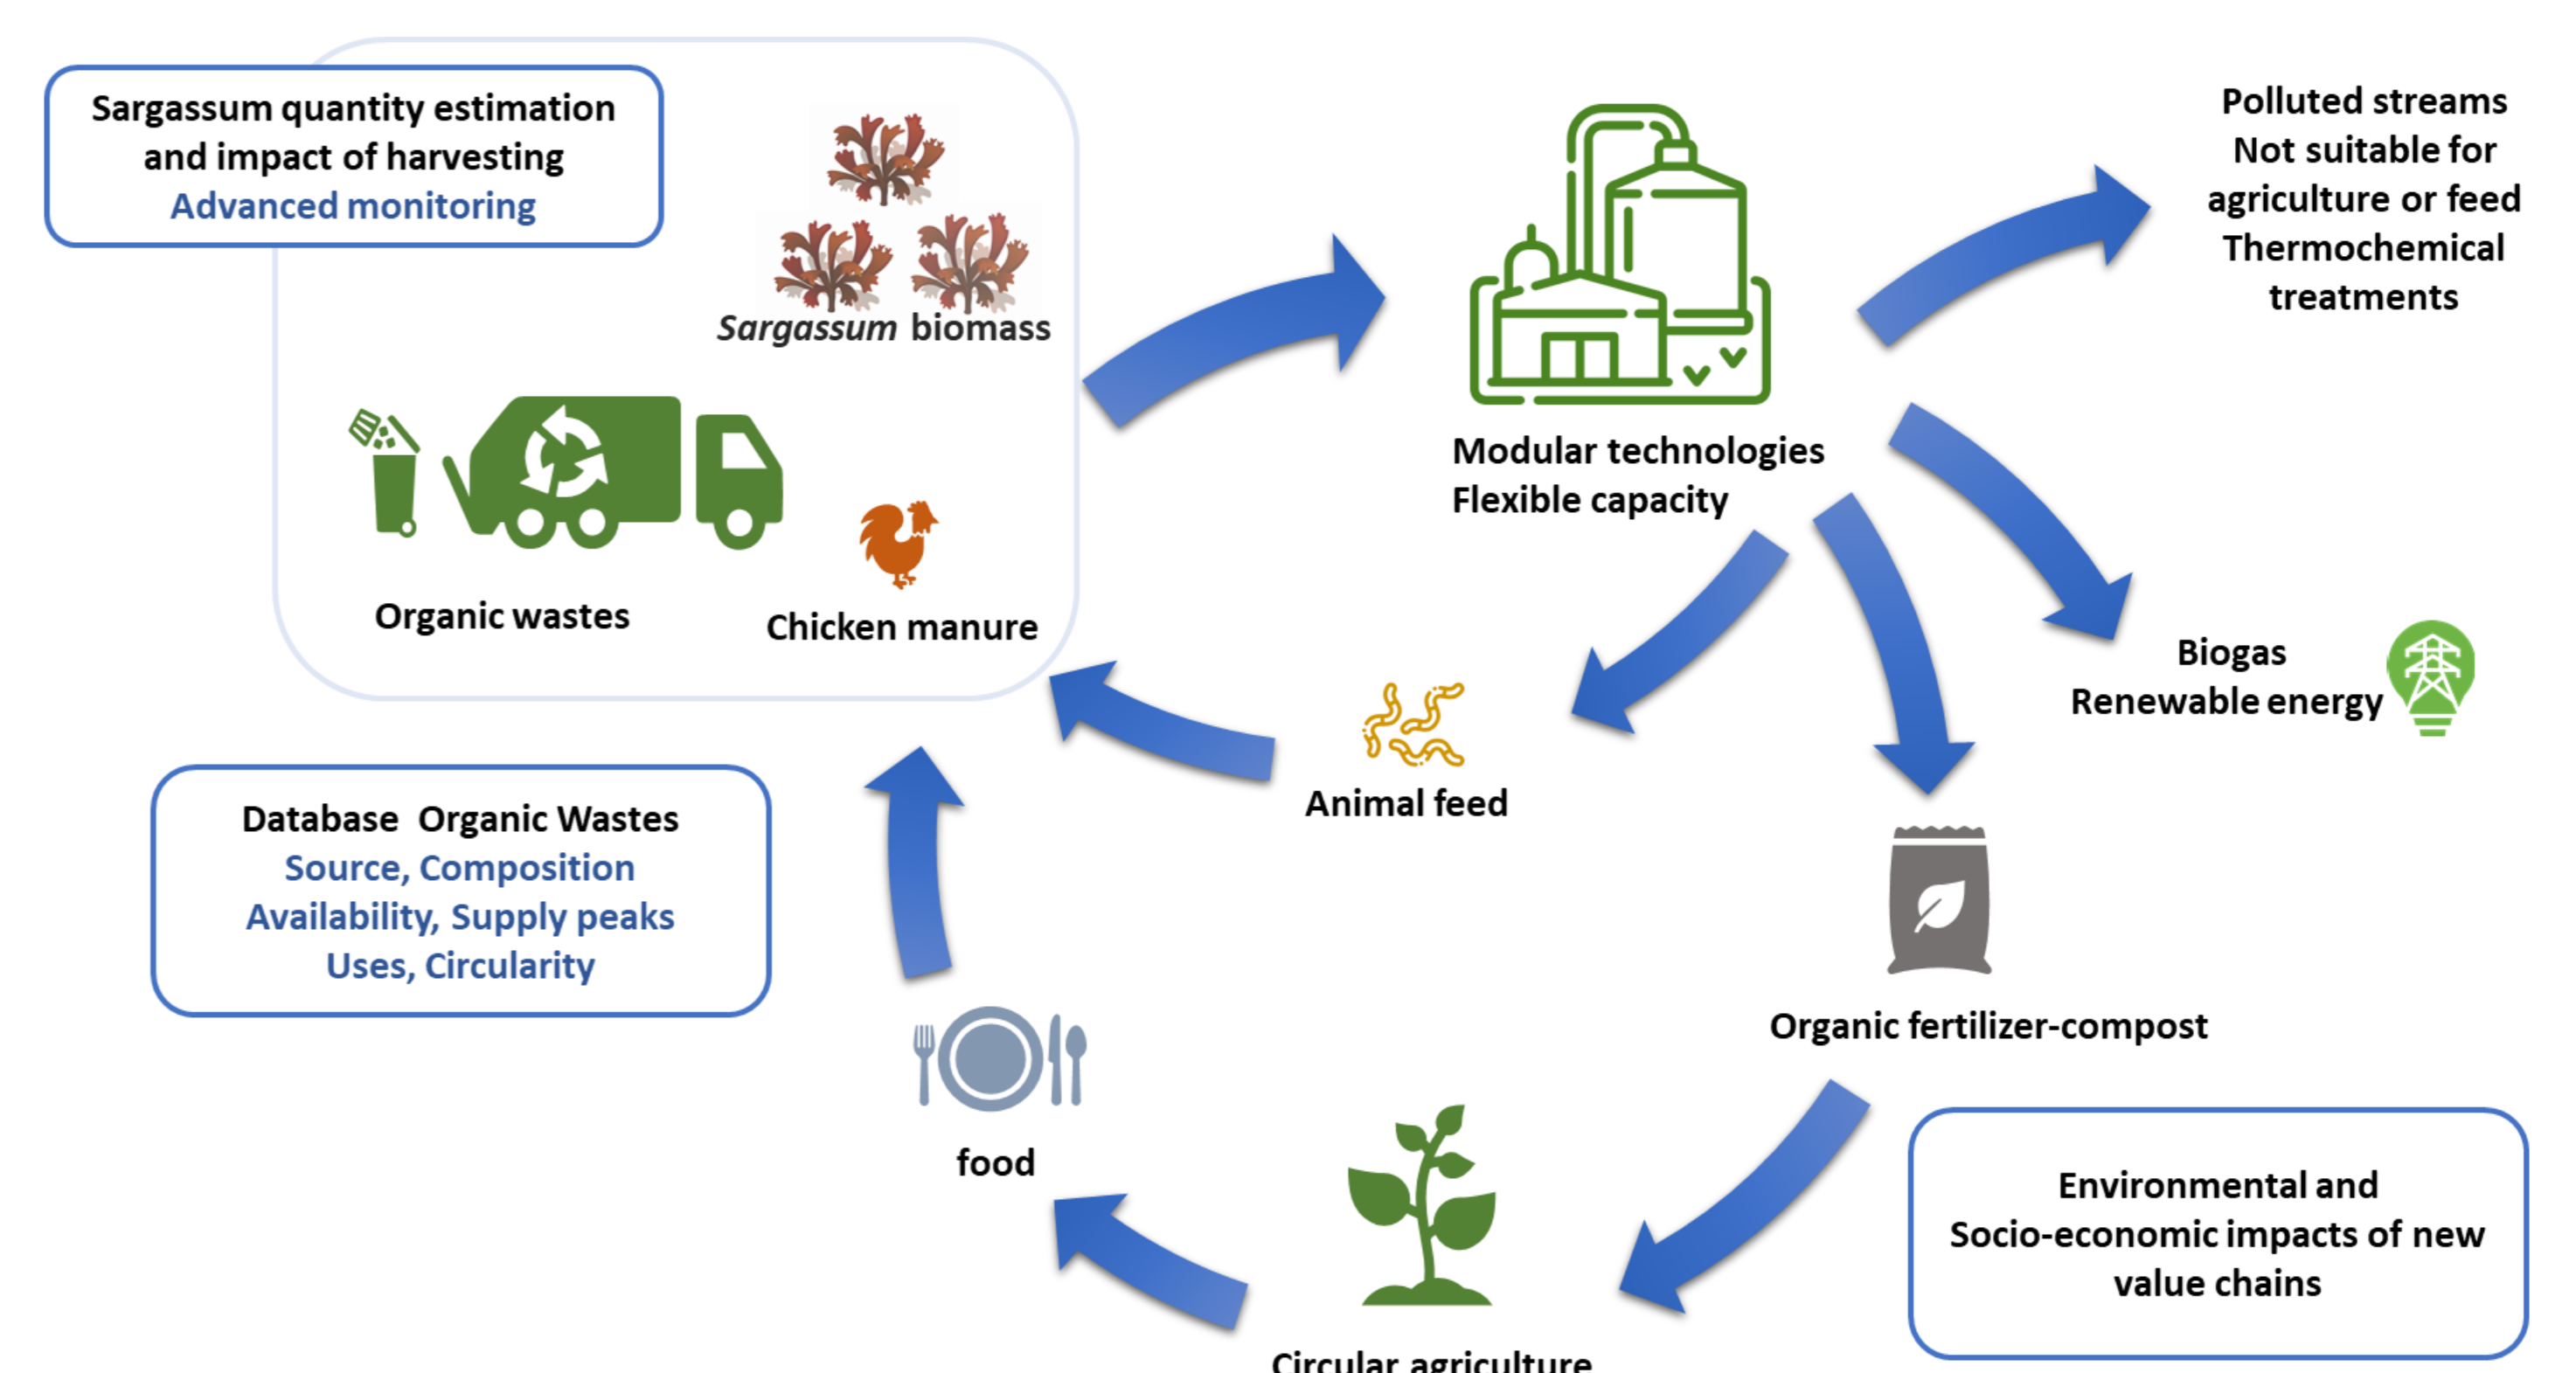 Sargassum quantity estimation
and impact of harvesting
Advanced monitoring
Sargassum biomass
Organic wastes
Chicken manure
Modular technologies
Flexible capacity
Polluted streams
Not suitable for
agriculture or feed
Thermochemical
treatments
Biogas
Renewable energy
Animal feed
Organic fertilizer-compost
Database Organic Wastes
Source, Composition
Availability, Supply peaks
Uses, Circularity
food
Circular agriculture
Environmental and
Socio-economic impacts of new
value chains